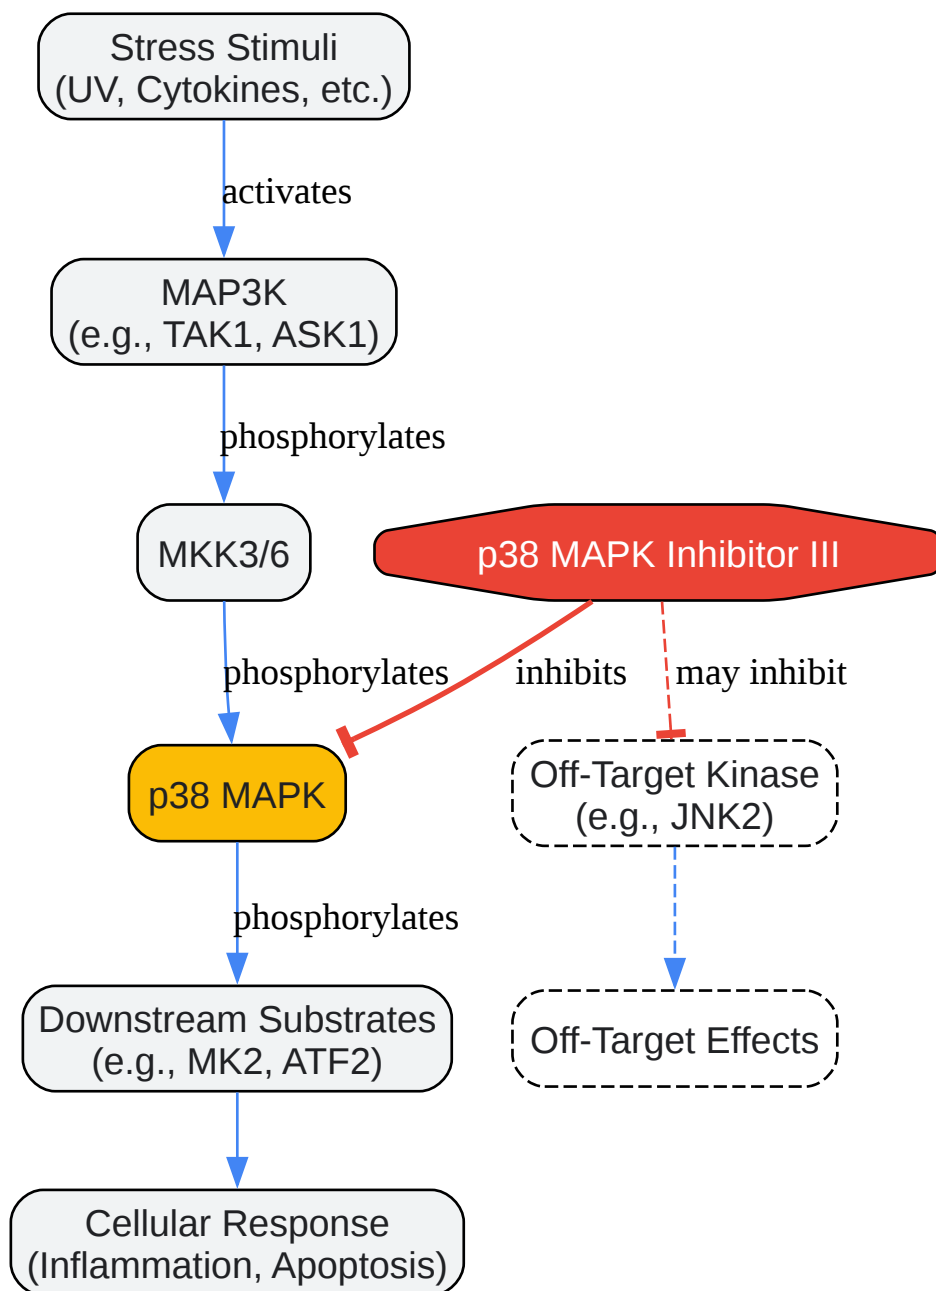 Stress Stimuli
(UV, Cytokines, etc.)
activates
MAP3K
(e.g., TAK1, ASK1)
phosphorylates
MKK3/6
p38 MAPK Inhibitor III
phosphorylates
inhibits
may inhibit
p38 MAPK
Off-Target Kinase
(e.g., JNK2)
phosphorylates
Downstream Substrates
(e.g., MK2, ATF2)
Off-Target Effects
Cellular Response
(Inflammation, Apoptosis)